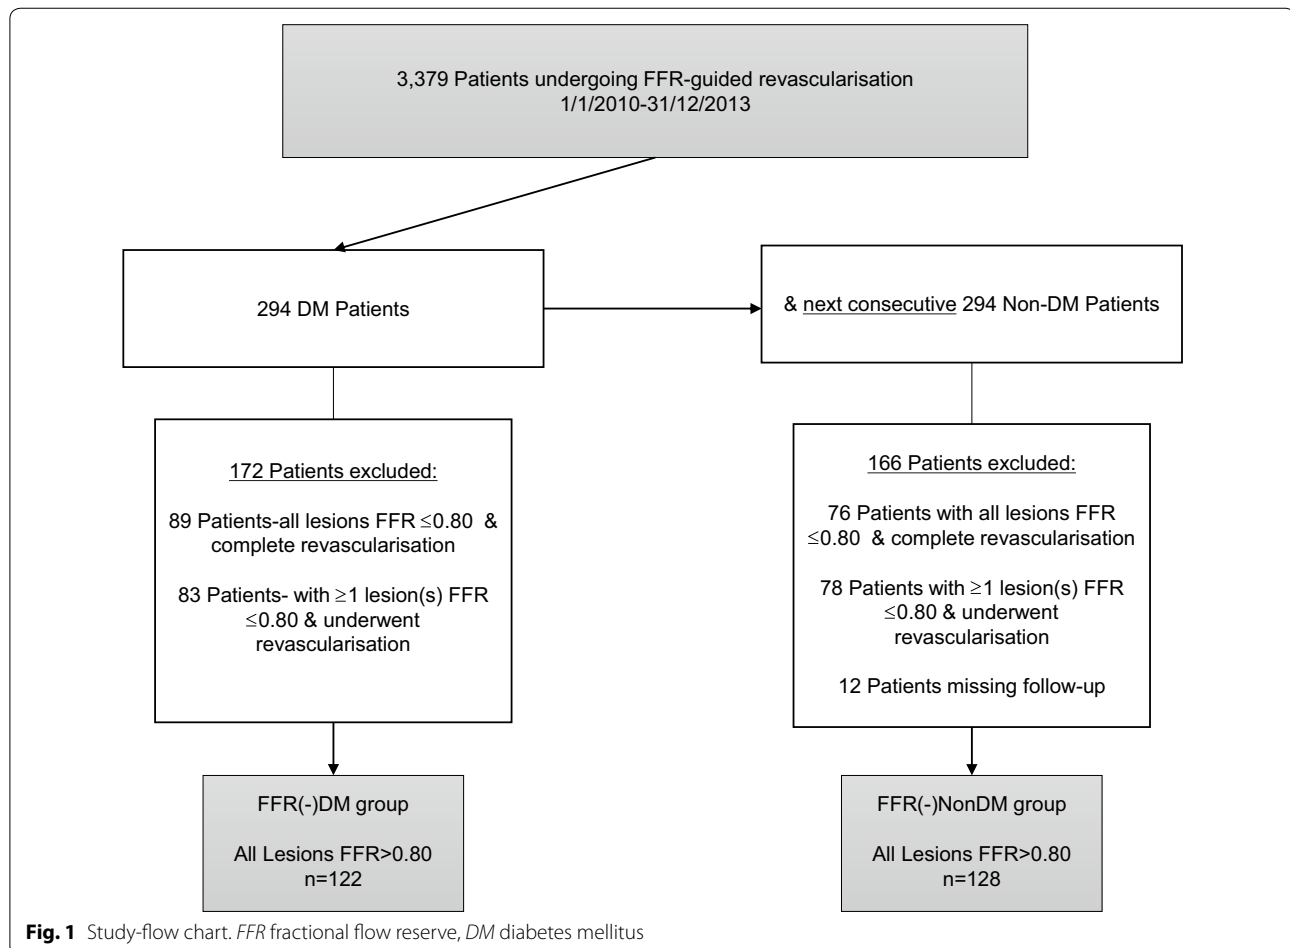 3,379 Patients undergoing FFR-guided revascularisation
1/1/2010-31/12/2013
294 DM Patients
& next consecutive 294 Non-DM Patients
172 Patients excluded:
89 Patients-all lesions FFR ≤0.80 &
complete revascularisation
83 Patients- with ≥1 lesion(s) FFR
≤0.80 & underwent
revascularisation
166 Patients excluded:
76 Patients with all lesions FFR
≤0.80 & complete revascularisation
78 Patients with ≥1 lesion(s) FFR
≤0.80 & underwent
revascularisation
12 Patients missing follow-up
FFR(-)DM group
All Lesions FFR>0.80
n=122
FFR(-)NonDM group
All Lesions FFR>0.80
n=128
Fig. 1 Study-flow chart. FFR fractional flow reserve, DM diabetes mellitus